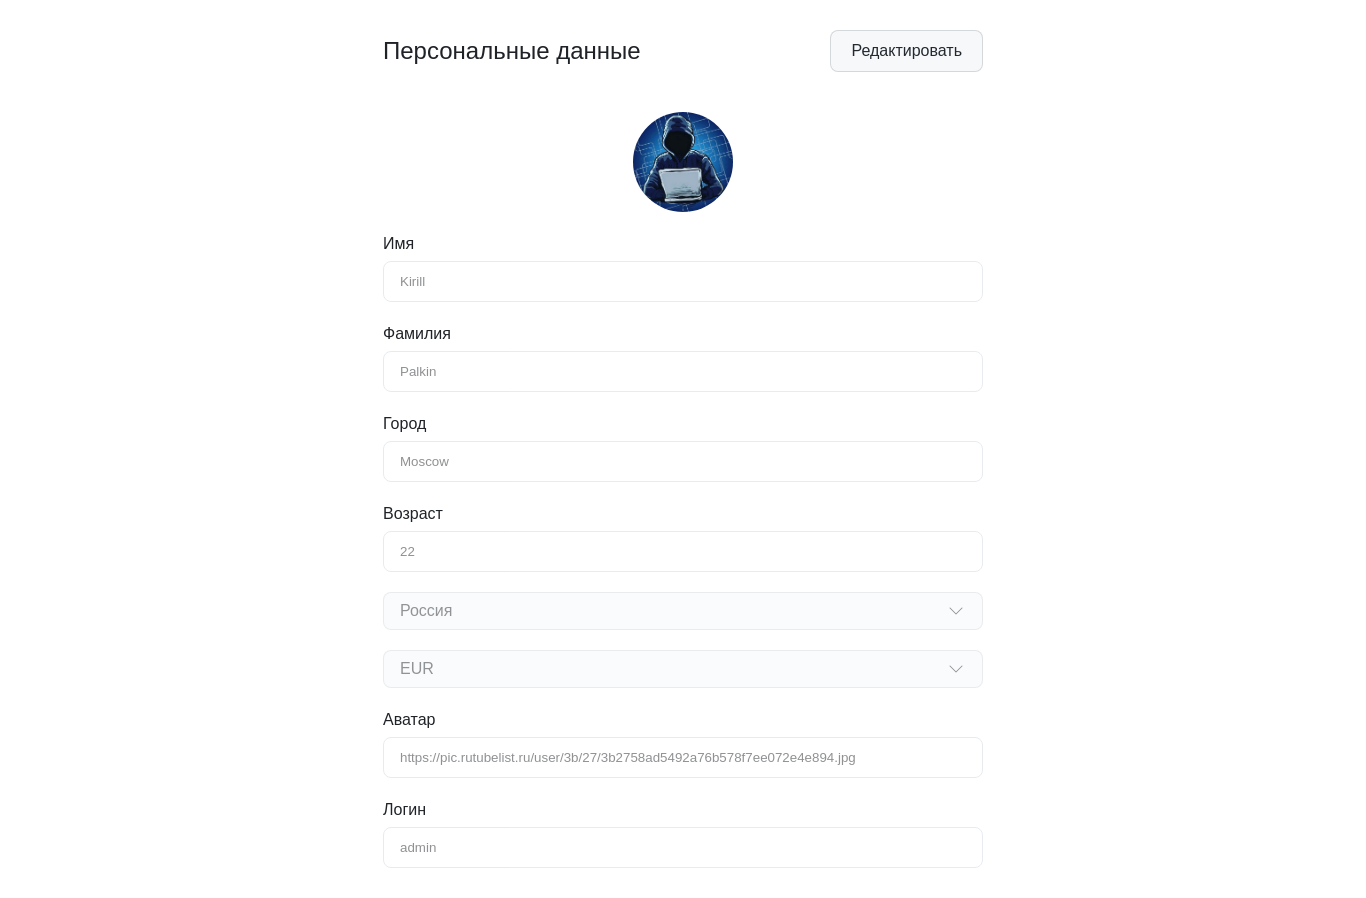 Персональные данные
Редактировать
Имя
Kirill
Фамилия
Palkin
Город
Moscow
Возраст
22
Россия
EUR
Аватар
https://pic.rutubelist.ru/user/3b/27/3b2758ad5492a76b578f7ee072e4e894.jpg
Логин
admin